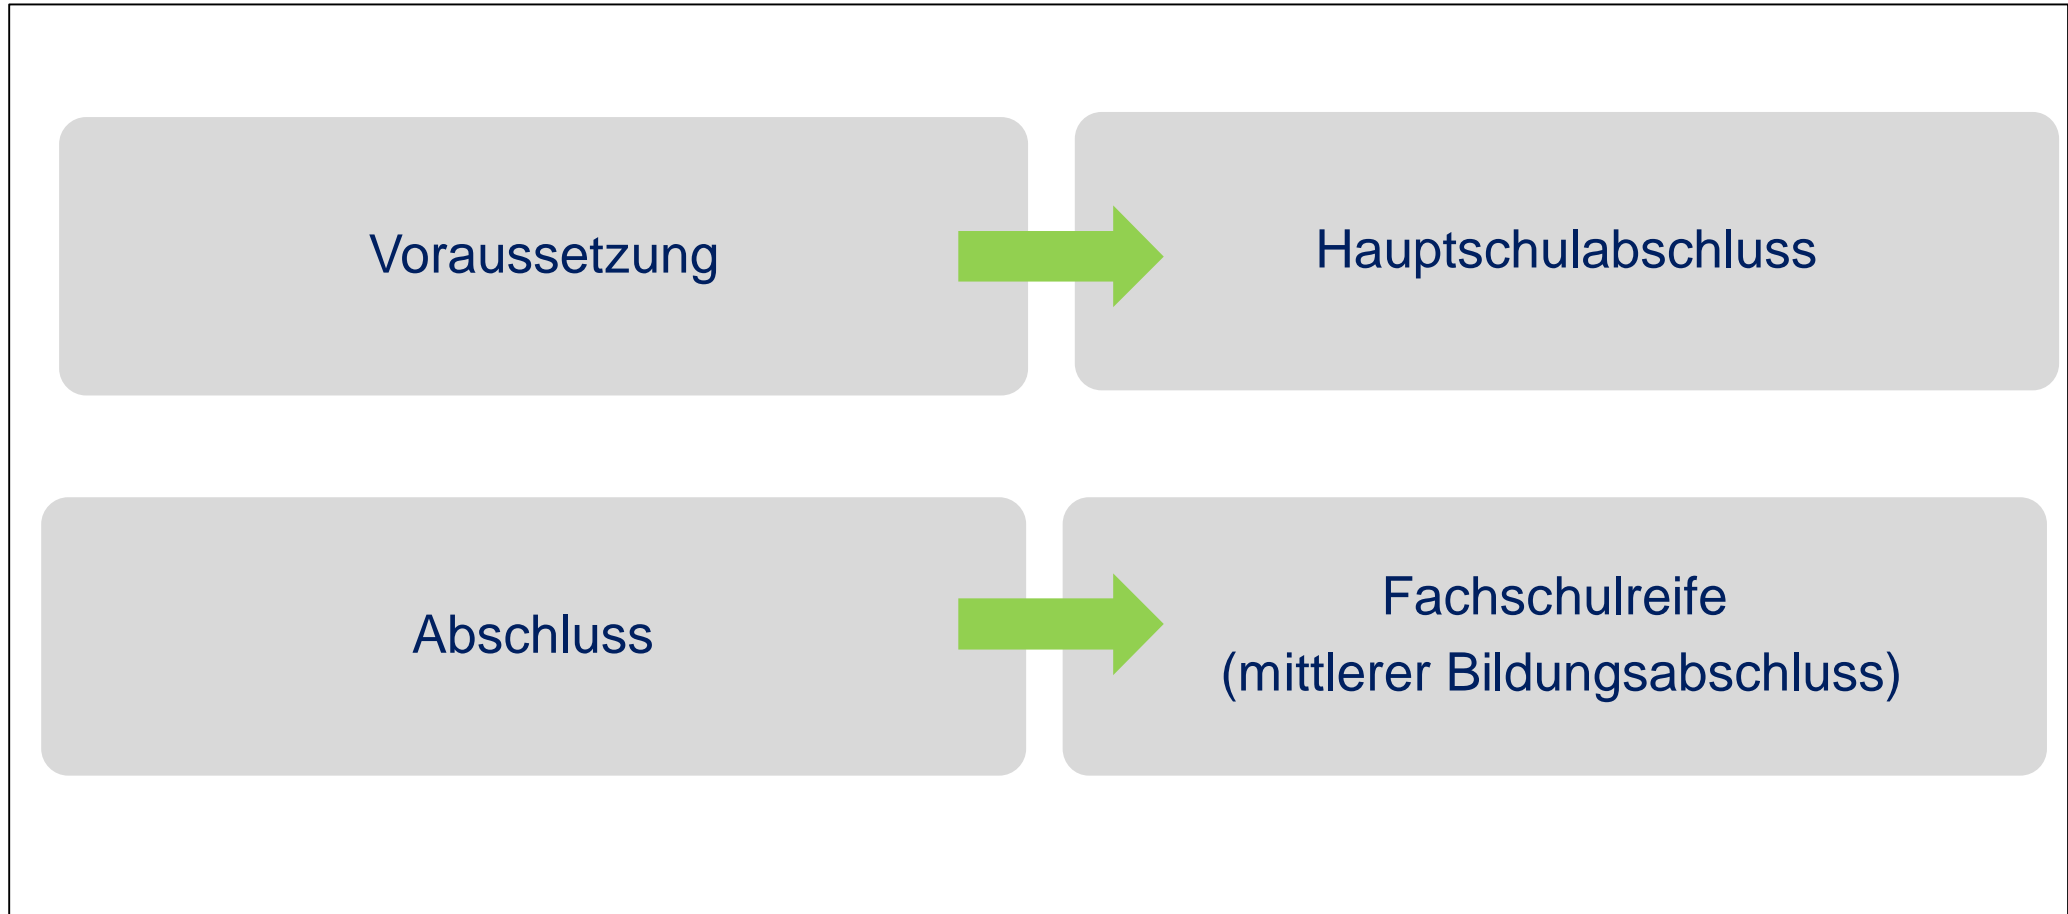 Voraussetzung
Hauptschulabschluss
Abschluss
Fachschulreife
(mittlerer Bildungsabschluss)